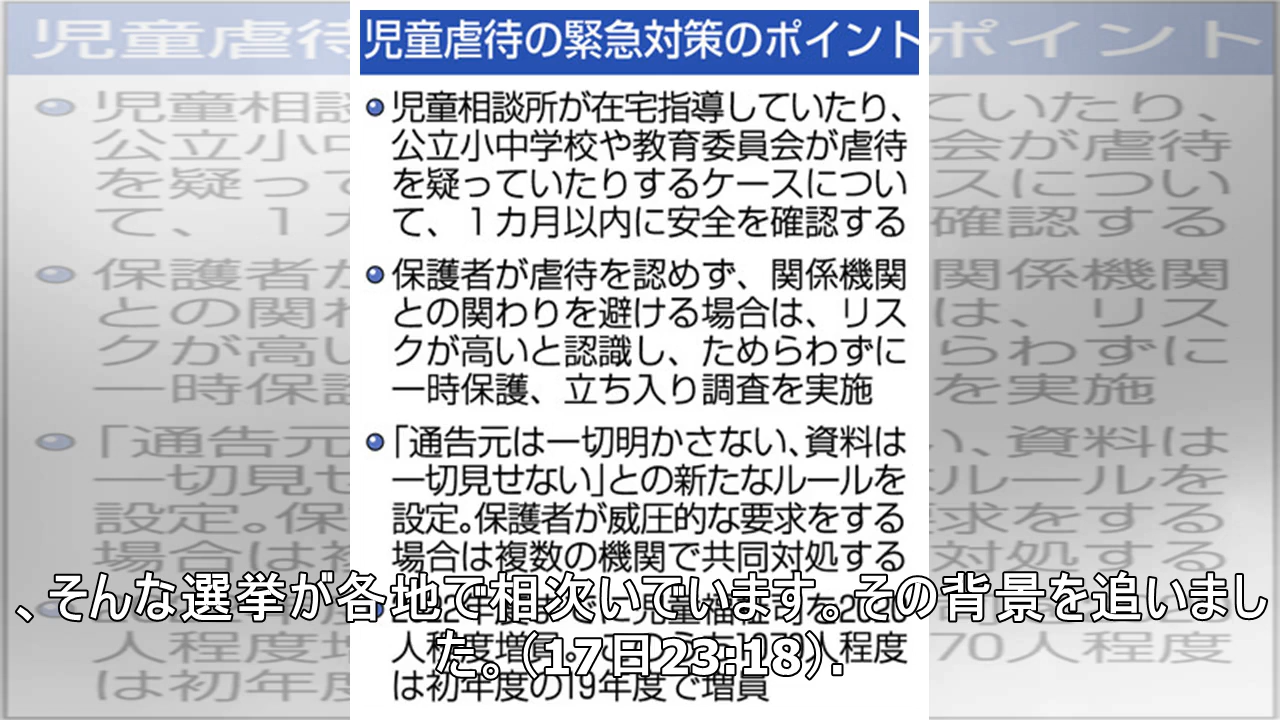 児童虐待の緊急対策のポイント
児童相談所が在宅指導していたり、
公立小中学校や教育委員会が虐待
を疑っていたりするケースについ
て、１カ月以内に安全を確認する
保護者が虐待を認めず、関係機関
との関わりを避ける場合は、リス
クが高いと認識し、ためらわずに
一時保護、立ち入り調査を実施
「通告元は一切明かさない、資料は
一切見せない」との新たなルールを
設定。保護者が威圧的な要求をする
場合は複数の機関で共同対処する
、そんな選挙が各地で相次いでいます。その背景を追いまし
た。（17日23:18）.
人程度増員。
人程度
は初年度の19年度で増員